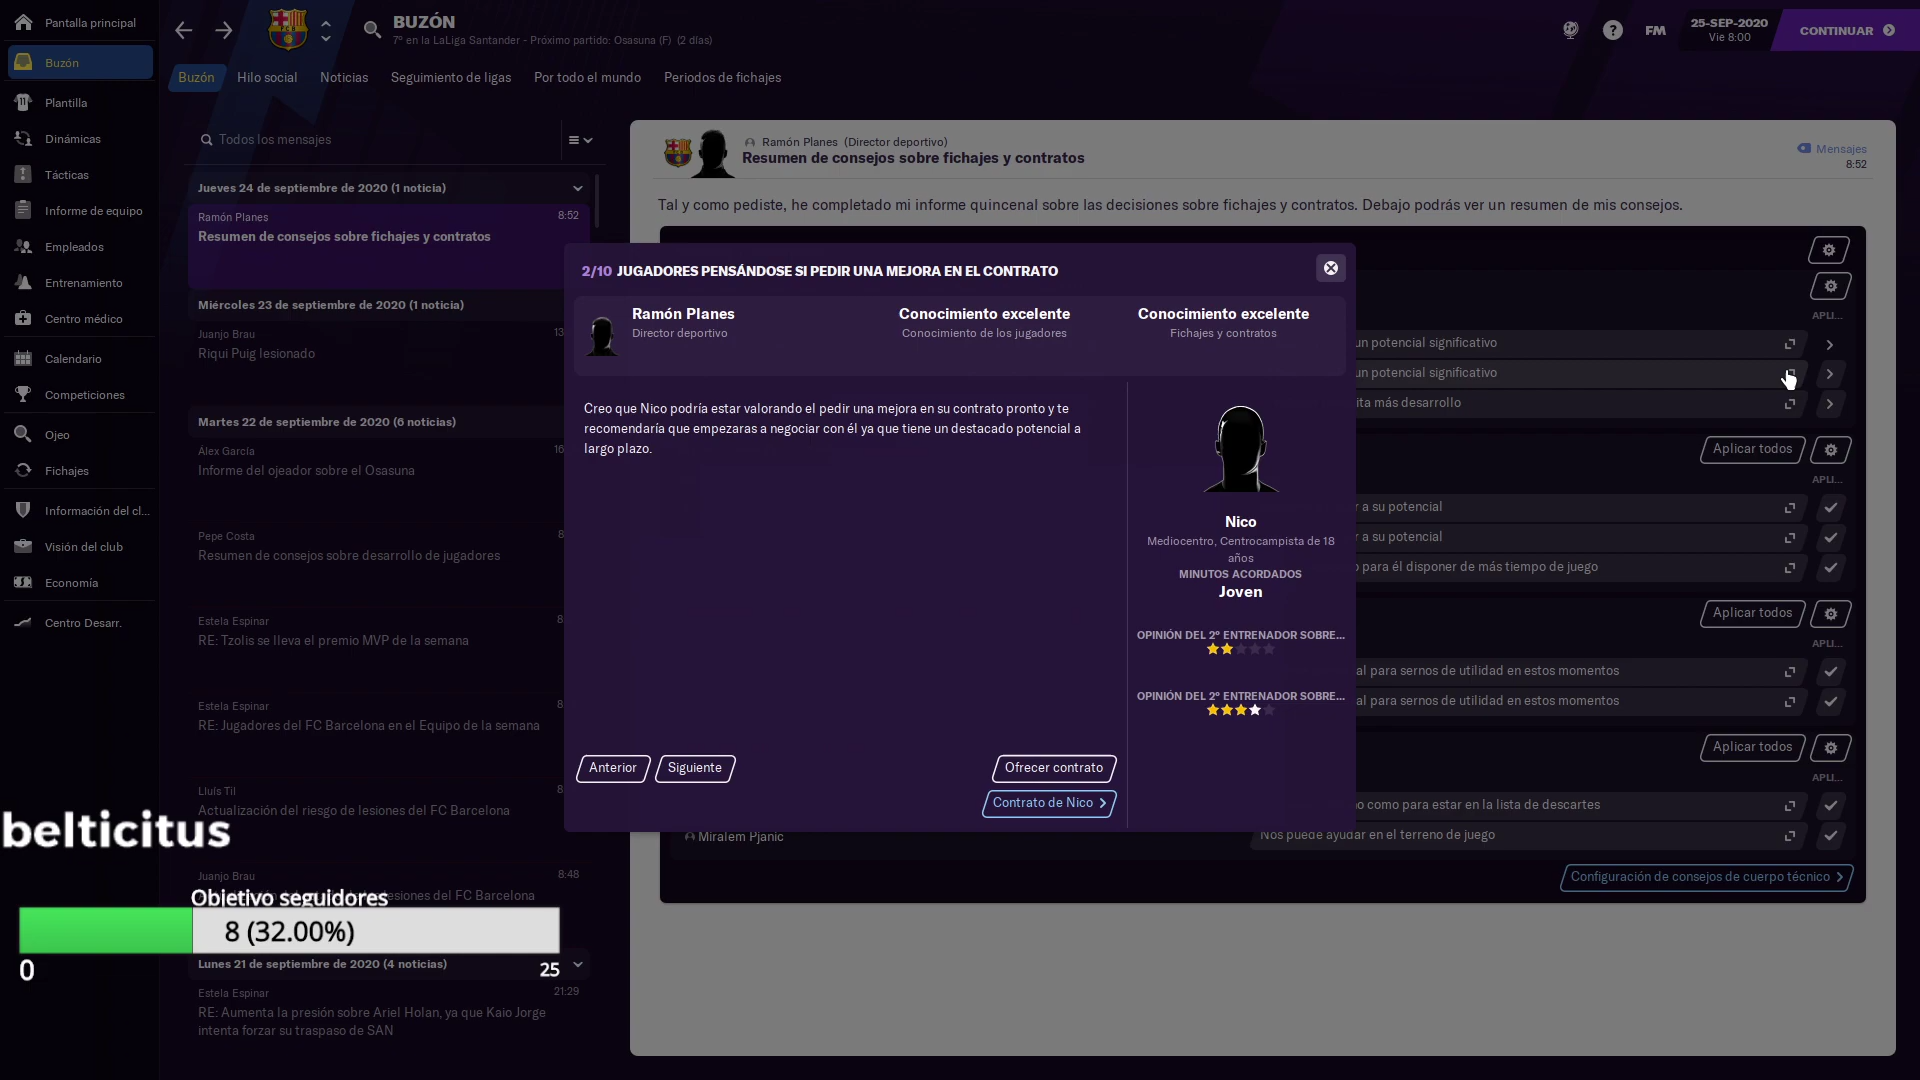 Pantalla principal
Buzón
Plantilla
Dinámicas
Tácticas
Informe de equipo
Empleados
Entrenamiento
Centro médico
Calendario
Competiciones
Ojeo
Fichajes
Información del cl...
Visión del club
Economía
Centro Desarr.
BUZÓN
7º en la LaLiga Santander - Próximo partido: Osasuna (F) (2 días)
FM
25-SEP-2020
Vie 8:00
CONTINUAR
Buzón
Hilo social
Noticias
Seguimiento de ligas
Por todo el mundo
Periodos de fichajes
Todos los mensajes
Jueves 24 de septiembre de 2020 (1 noticia)
Ramón Planes
8:52
Resumen de consejos sobre fichajes y contratos
Miércoles 23 de septiembre de 2020 (1 noticia)
Juanjo Brau
13
Riqui Puig lesionado
Martes 22 de septiembre de 2020 (6 noticias)
Álex García
16
Informe del ojeador sobre el Osasuna
Pepe Costa
8
Resumen de consejos sobre desarrollo de jugadores
Estela Espinar
8
RE: Tzolis se lleva el premio MVP de la semana
Estela Espinar
8
RE: Jugadores del FC Barcelona en el Equipo de la semana
Lluís Til
8
Actualización del riesgo de lesiones del FC Barcelona
Juanjo Brau
8:48
lesiones del FC Barcelona
Lunes 21 de septiembre de 2020 (4 noticias)
Estela Espinar
21:29
RE: Aumenta la presión sobre Ariel Holan, ya que Kaio Jorge
intenta forzar su traspaso de SAN
belticitus
Objetivo seguidores
8 (32.00%)
0
25
Ramón Planes (Director deportivo)
Resumen de consejos sobre fichajes y contratos
Mensajes
8:52
Tal y como pediste, he completado mi informe quincenal sobre las decisiones sobre fichajes y contratos. Debajo podrás ver un resumen de mis consejos.
2/10 JUGADORES PENSÁNDOSE SI PEDIR UNA MEJORA EN EL CONTRATO
Ramón Planes
Director deportivo
Conocimiento excelente
Conocimiento de los jugadores
Conocimiento excelente
Fichajes y contratos
Creo que Nico podría estar valorando el pedir una mejora en su contrato pronto y te
recomendaría que empezaras a negociar con él ya que tiene un destacado potencial a
largo plazo.
Nico
Mediocentro, Centrocampista de 18
años
MINUTOS ACORDADOS
Joven
OPINIÓN DEL 2º ENTRENADOR SOBRE...
OPINIÓN DEL 2º ENTRENADOR SOBRE...
Anterior
Siguiente
Ofrecer contrato
Contrato de Nico
APLI...
un potencial significativo
un potencial significativo
ita más desarrollo
Aplicar todos
APLI...
r a su potencial
r a su potencial
o para él disponer de más tiempo de juego
Aplicar todos
APLI...
al para sernos de utilidad en estos momentos
al para sernos de utilidad en estos momentos
Aplicar todos
APLI...
no como para estar en la lista de descartes
Miralem Pjanic
Nos puede ayudar en el terreno de juego
Configuración de consejos de cuerpo técnico